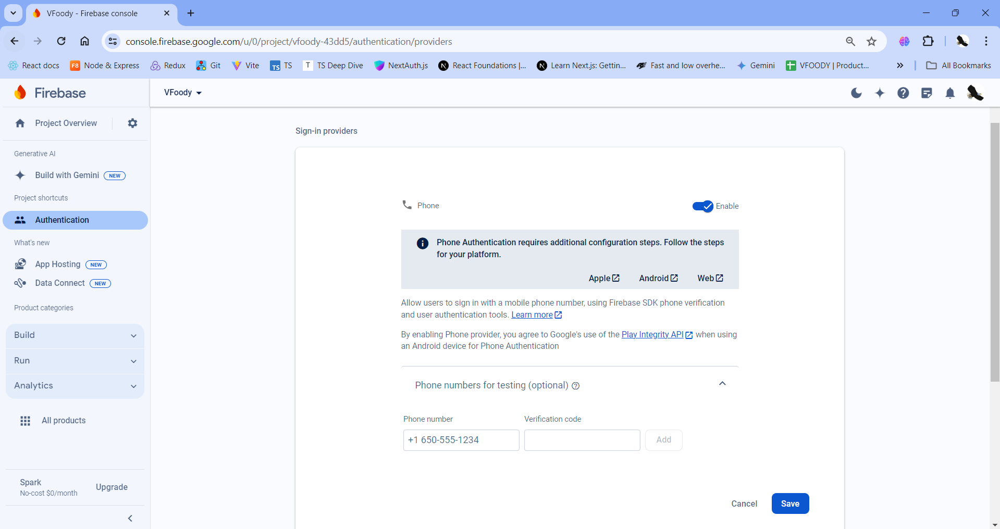 VFoody - Firebase console
console.firebase.google.com/u/0/project/vfoody-43dd5/authentication/providers
React docs
F8 Node & Express
Redux
Git
Vite
TS TS
T TS Deep Dive
NextAuth.js
N React Foundations |...
N Learn Next.js: Gettin...
Fast and low overhe...
Gemini
VFOODY | Product...
All Bookmarks
Firebase
VFoody
Project Overview
Generative AI
Build with Gemini NEW
Project shortcuts
Authentication
What's new
App Hosting NEW
Data Connect NEW
Product categories
Build
Run
Analytics
All products
Spark
No-cost $0/month
Upgrade
Sign-in providers
Phone
Enable
Phone Authentication requires additional configuration steps. Follow the steps
for your platform.
Apple Android Web
Allow users to sign in with a mobile phone number, using Firebase SDK phone verification
and user authentication tools. Learn more
By enabling Phone provider, you agree to Google's use of the Play Integrity API when using
an Android device for Phone Authentication
Phone numbers for testing (optional)
Phone number Verification code
+1 650-555-1234
Add
Cancel Save